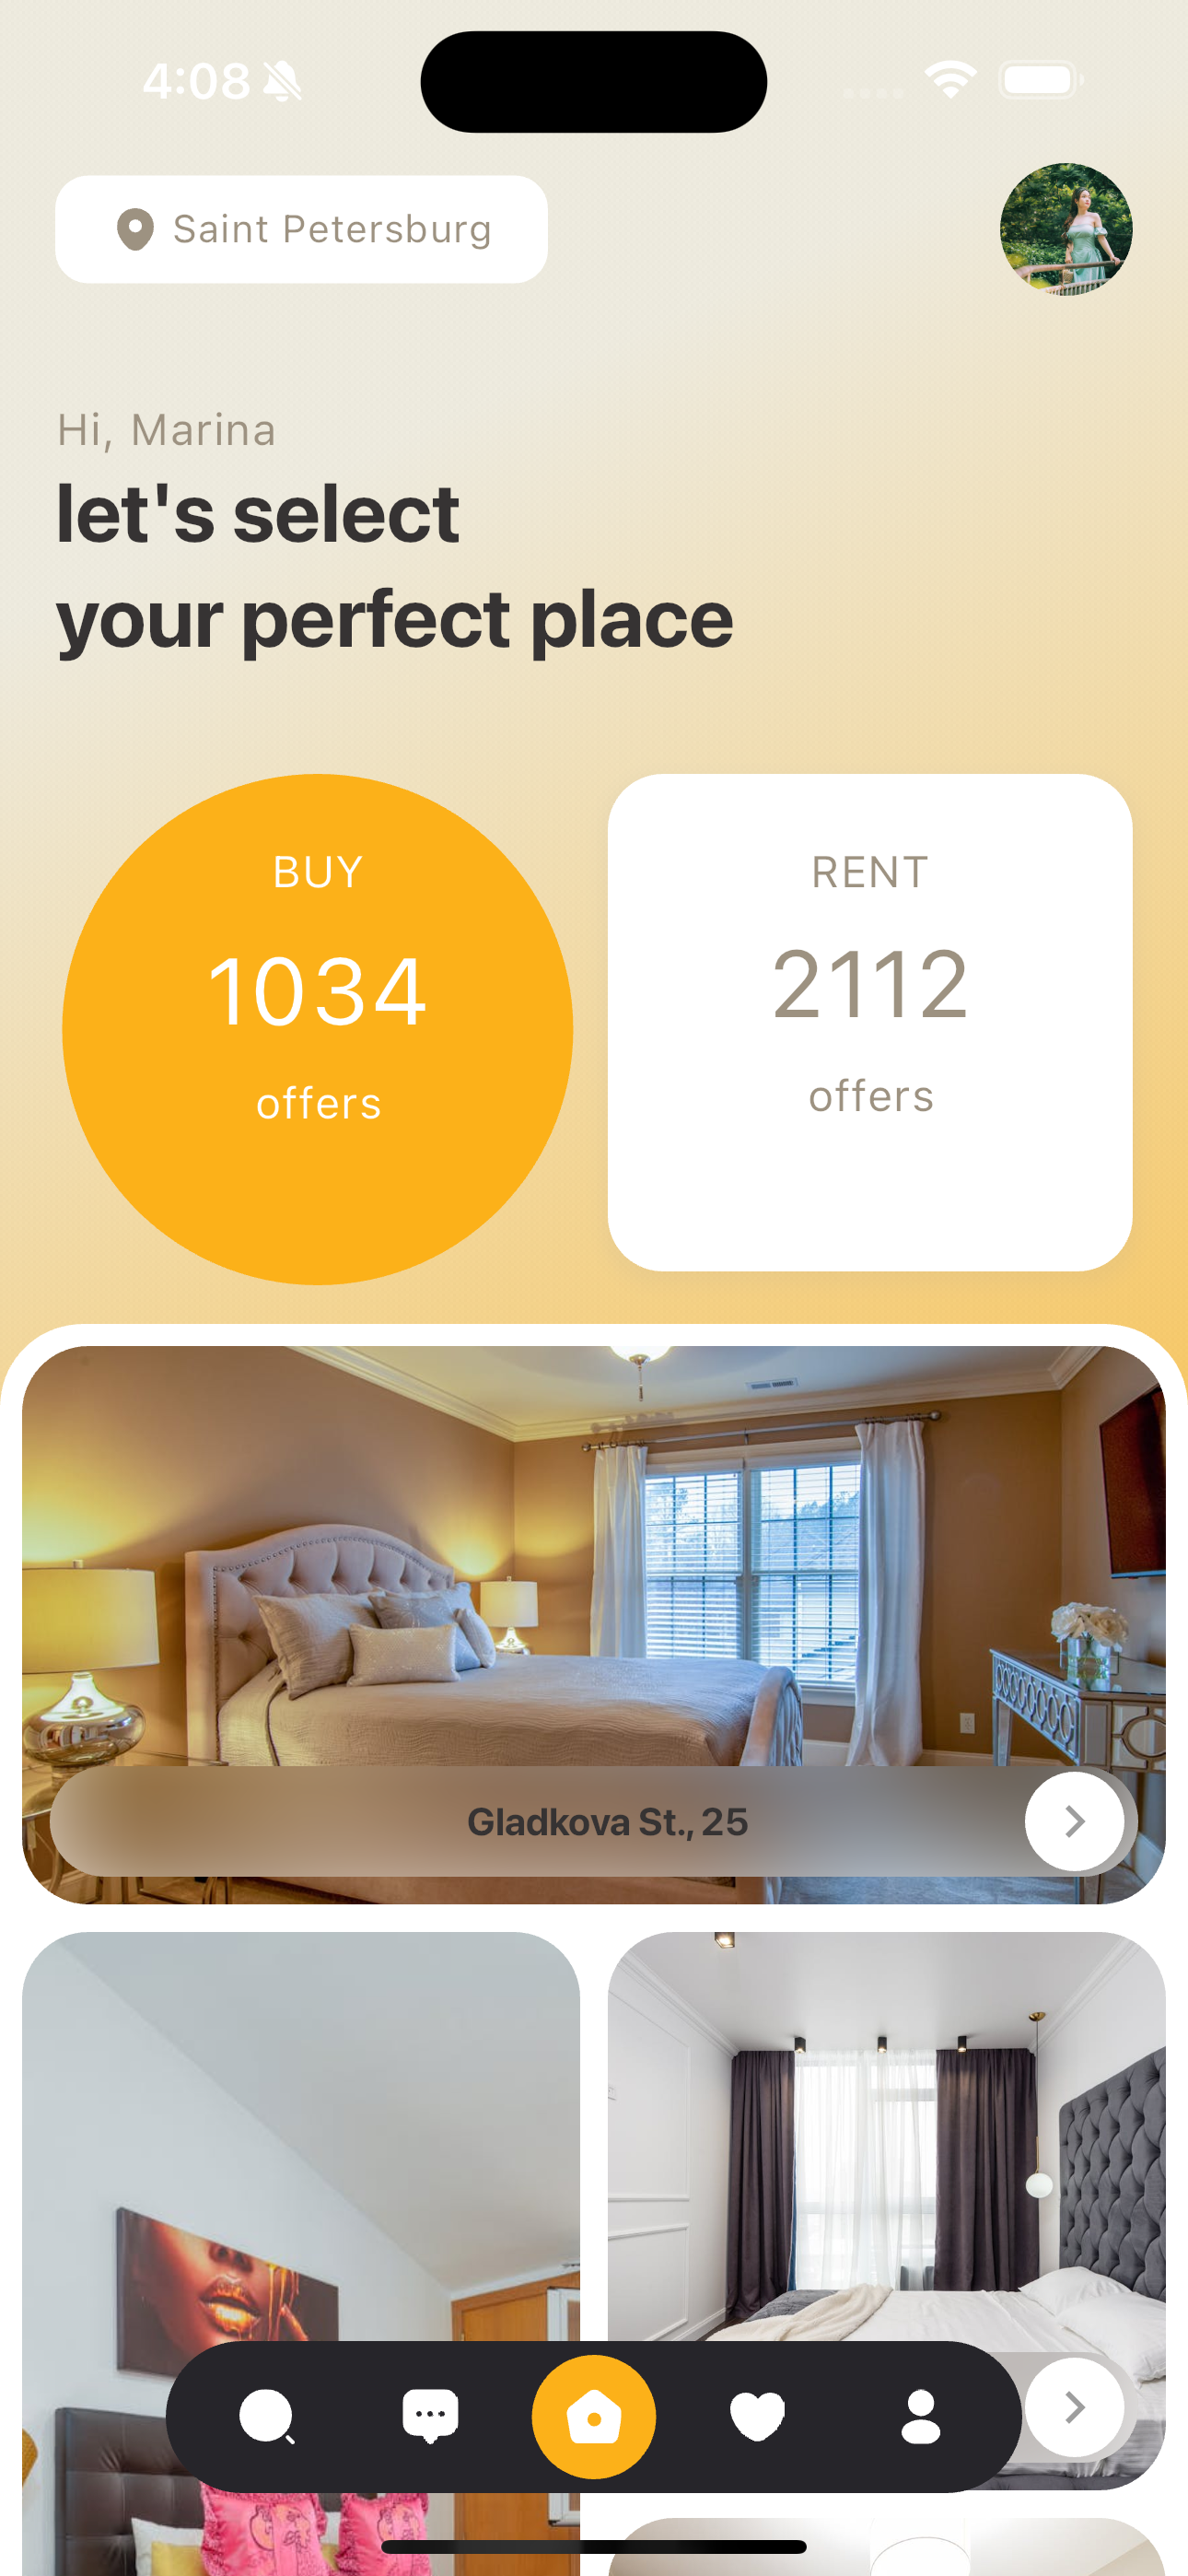 4:08
Saint Petersburg
Hi, Marina
let's select
your perfect place
BUY
1034
offers
RENT
2112
offers
Gladkova St., 25